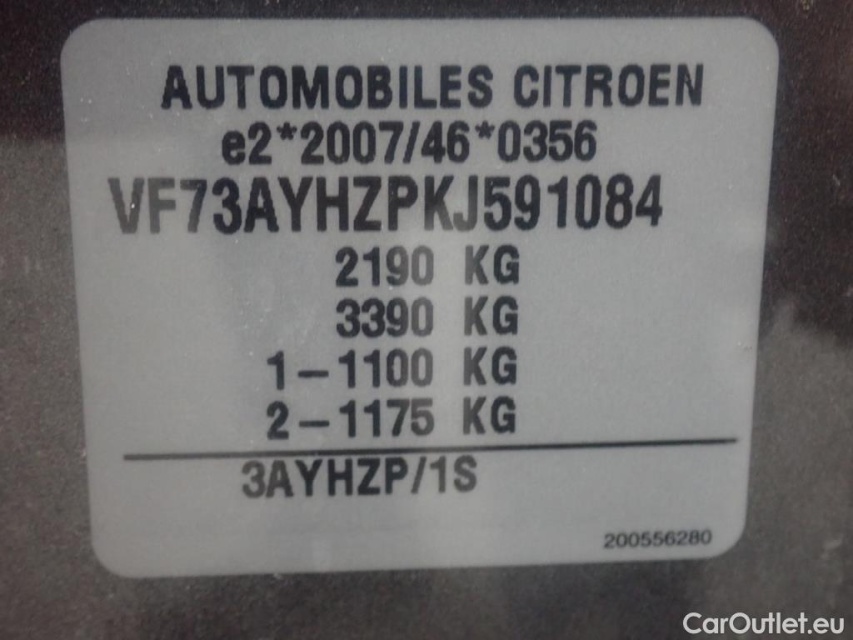 AUTOMOBILES CITROEN
e2*2007/46*0356
VF73AYHZPKJ591084
2190 KG
3390 KG
1-1100 KG
2-1175 KG
3AYHZP/1S
200556280
CarOutlet.eu